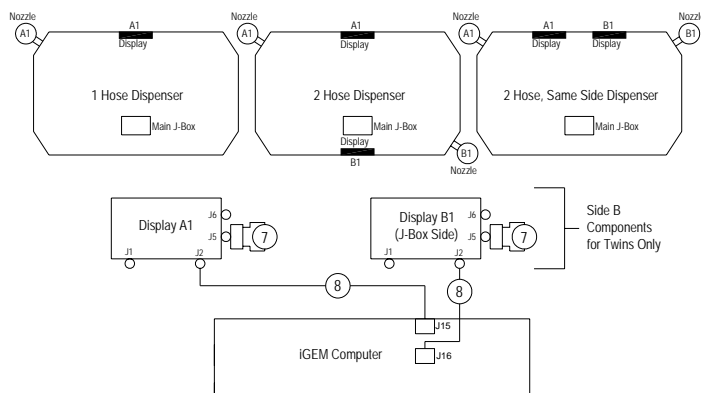 Nozzle
A1
A1
Display
1 Hose Dispenser
Main J-Box
Nozzle
A1
A1
Display
2 Hose Dispenser
Main J-Box
Display
B1
B1
Nozzle
Nozzle
A1
A1
Display
B1
Display
2 Hose, Same Side Dispenser
Main J-Box
B1
Display A1
J6
J5
7
J1
J2
Display B1
(J-Box Side)
J6
J5
7
J1
J2
Side B
Components
for Twins Only
8
8
J15
J16
iGEM Computer